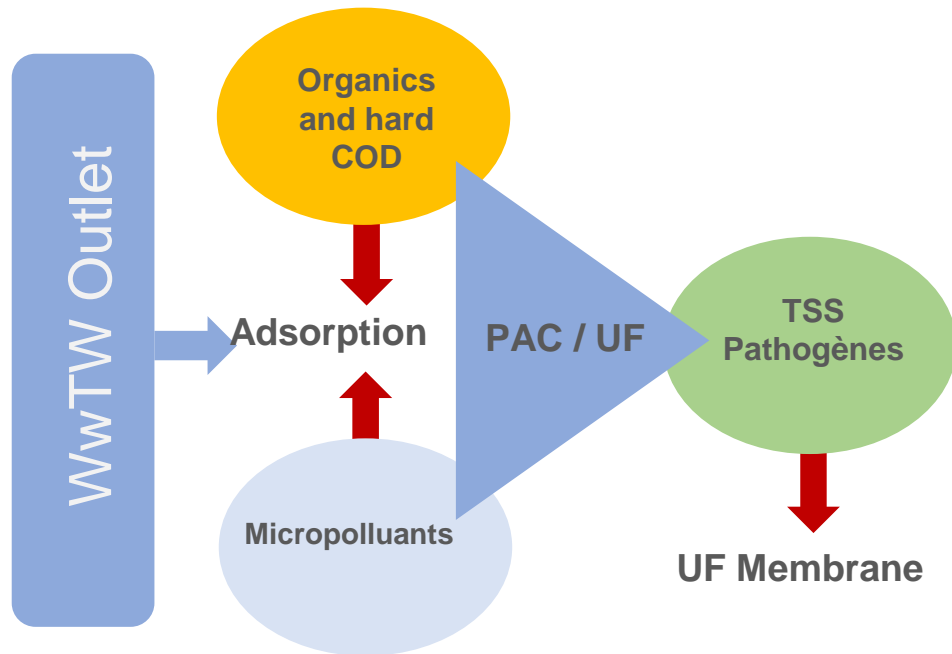 WwTW Outlet
Organics
and hard
COD
Adsorption
Micropolluants
PAC / UF
TSS
Pathogènes
UF Membrane